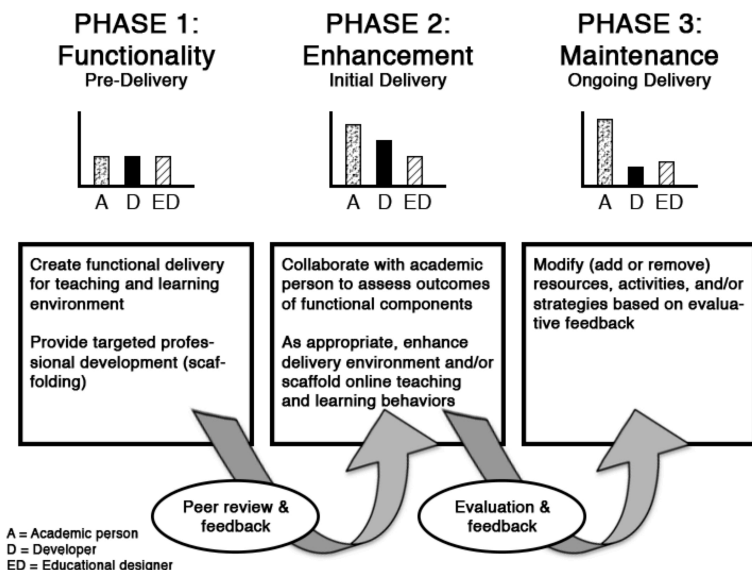 PHASE 1:
Functionality
Pre-Delivery
A D ED
Create functional delivery
for teaching and learning
environment
Provide targeted profes-
sional development (scaf-
folding)
PHASE 2:
Enhancement
Initial Delivery
A D ED
Collaborate with academic
person to assess outcomes
of functional components
As appropriate, enhance
delivery environment and/or
scaffold online teaching
and learning behaviors
PHASE 3:
Maintenance
Ongoing Delivery
A D ED
Modify (add or remove)
resources, activities, and/or
strategies based on evalua-
tive feedback
Peer review &
feedback
Evaluation &
feedback
A = Academic person
D = Developer
ED = Educational designer